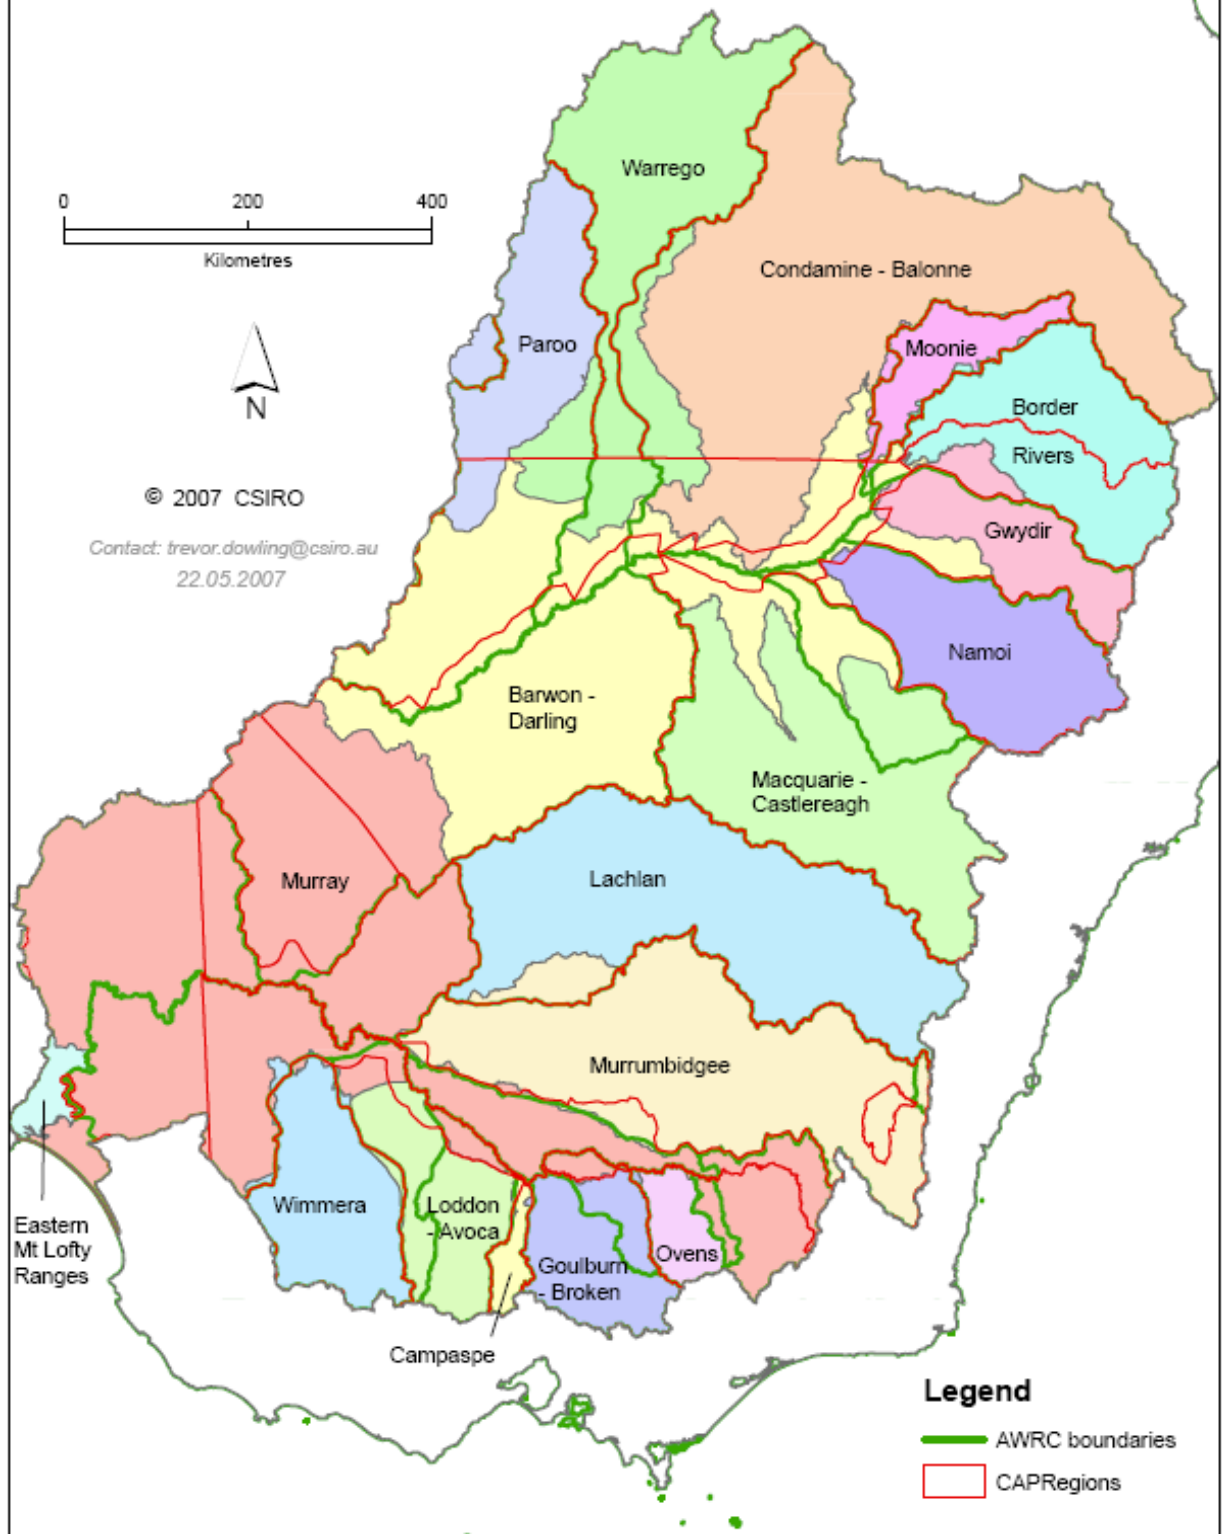 Warrego
0 200 400
Kilometres
Condamine - Balonne
Paroo
Moonie
N
Border
Rivers
© 2007 CSIRO
Gwydir
Contact: trevor.dowling@csiro.au
22.05.2007
Namoi
Barwon -
Darling
Macquarie -
Castlereagh
Murray
Lachlan
Murrumbidgee
Wimmera
Loddon
- Avoca
Eastern
Mt Lofty
Ranges
Goulburn
- Broken
Ovens
Campaspe
Legend
AWRC boundaries
CAPRegions